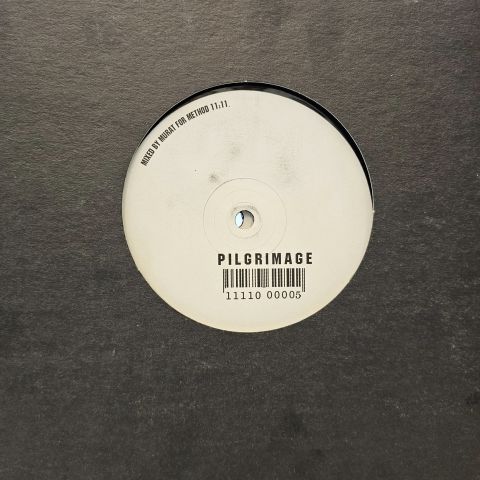 MIXED BY MURAT FOR METHOD 11:11.
PILGRIMAGE
11110 00005